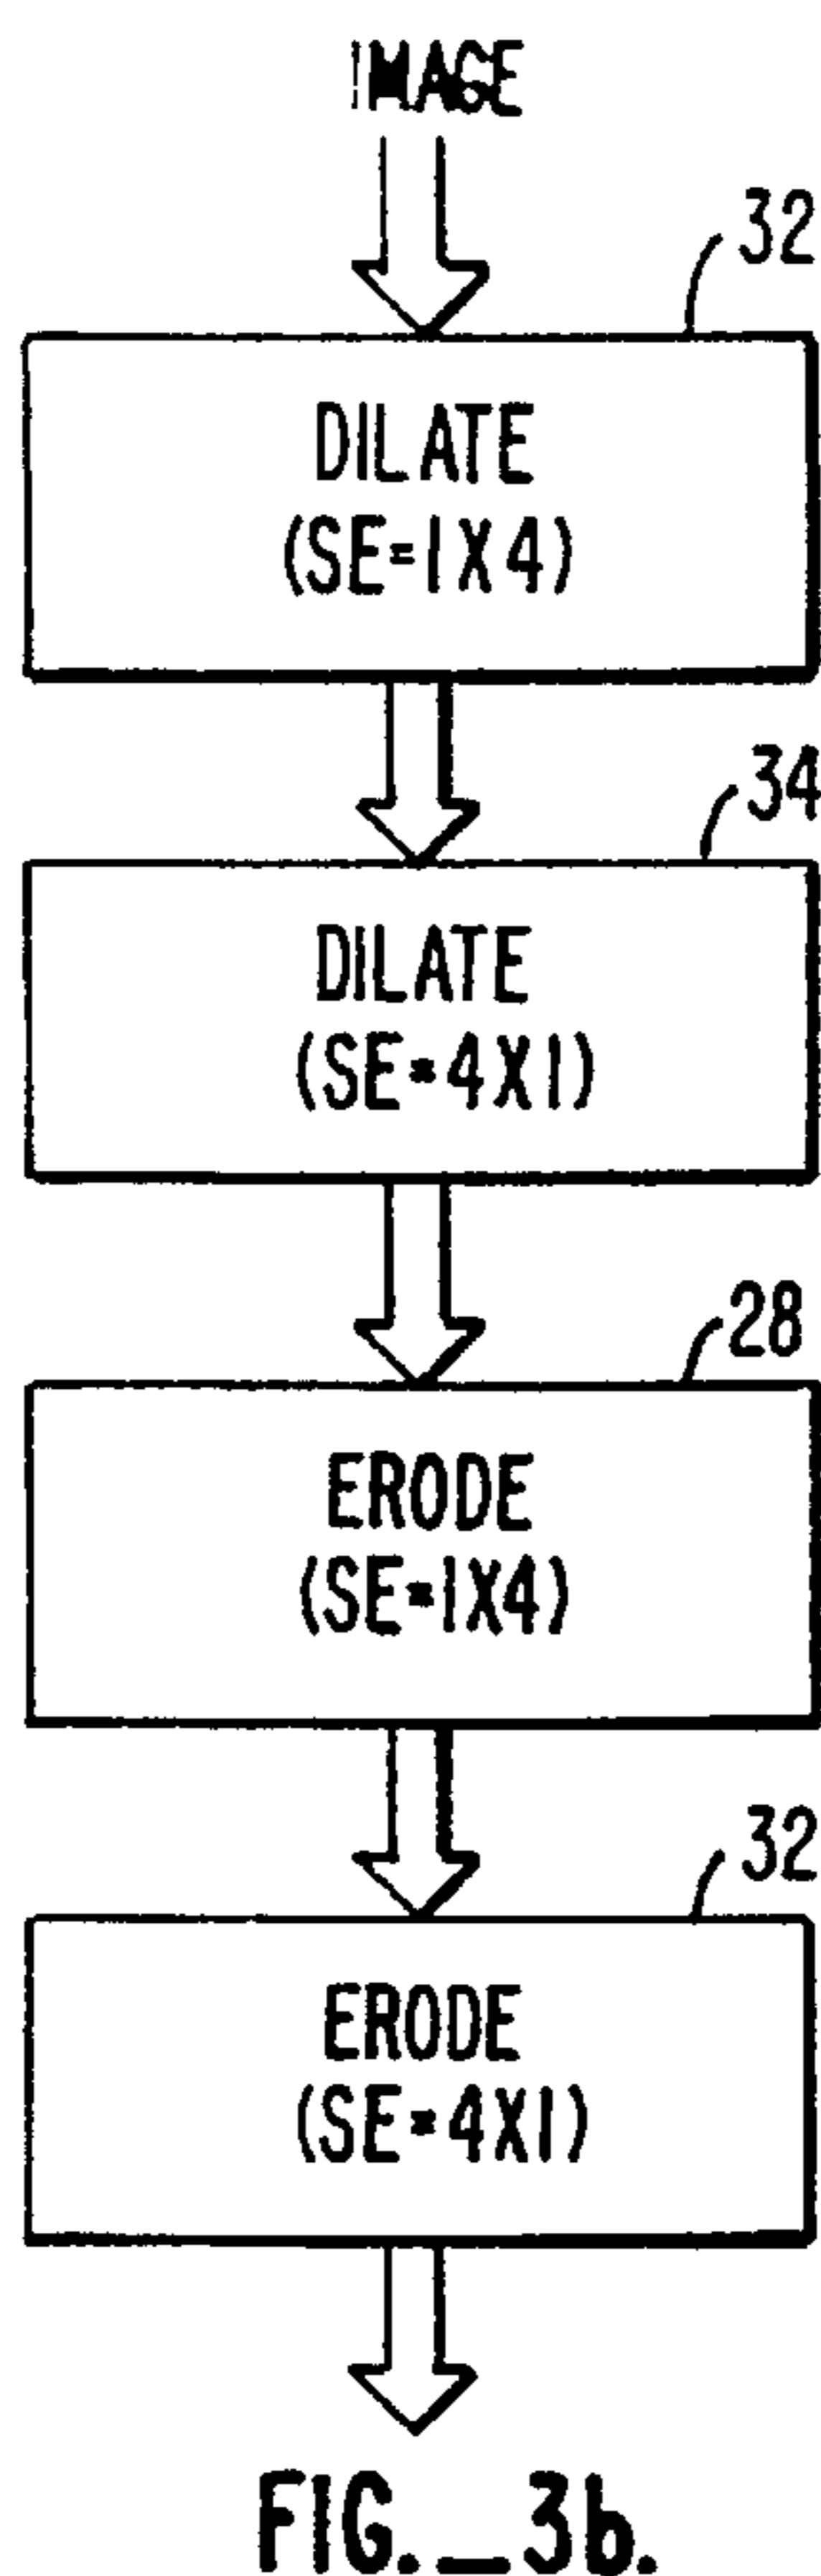 IMAGE
32
DILATE
(SE=1X4)
34
DILATE
(SE=4X1)
28
ERODE
(SE=1X4)
32
ERODE
(SE=4X1)
FIG._3b.